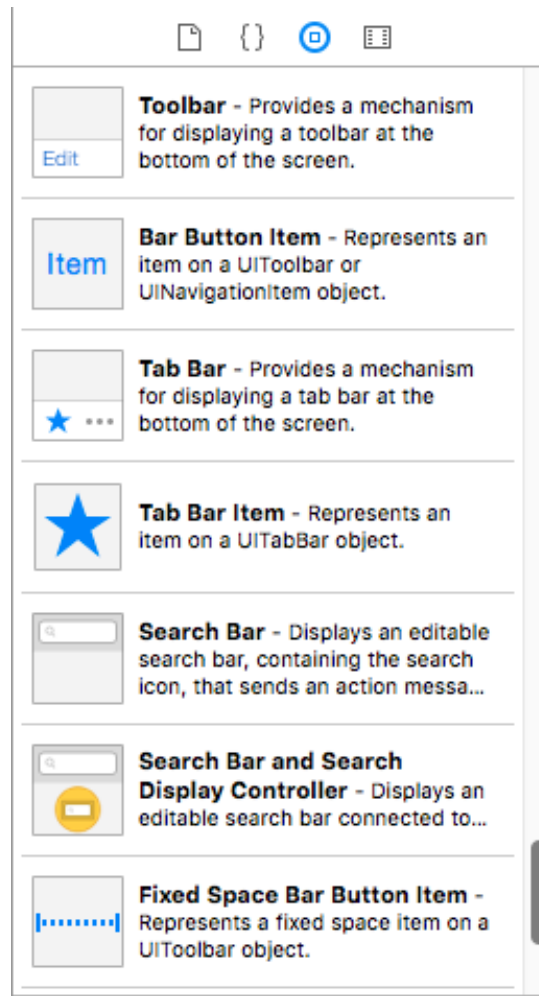 {}
Toolbar - Provides a mechanism
for displaying a toolbar at the
bottom of the screen.
Edit
Bar Button Item - Represents an
item on a UIToolbar or
UINavigationItem object.
Item
Tab Bar - Provides a mechanism
for displaying a tab bar at the
bottom of the screen.
Tab Bar Item - Represents an
item on a UITabBar object.
Search Bar - Displays an editable
search bar, containing the search
icon, that sends an action messa...
Search Bar and Search
Display Controller - Displays an
editable search bar connected to...
Fixed Space Bar Button Item -
Represents a fixed space item on a
UIToolbar object.